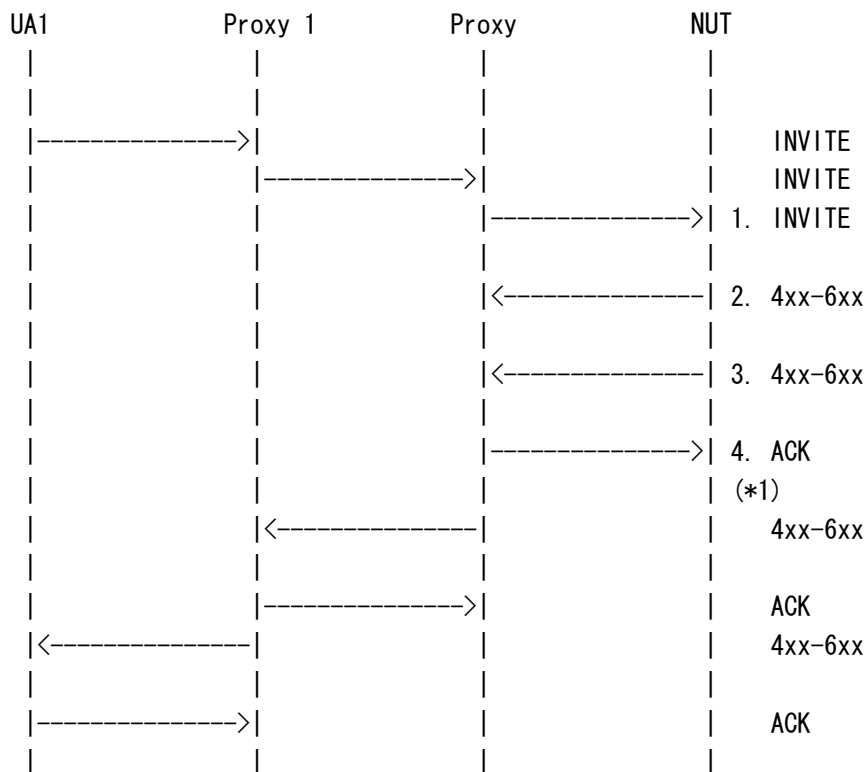 UA1 Proxy 1 Proxy NUT
INVITE
INVITE
1. INVITE
2. 4xx-6xx
3. 4xx-6xx
4. ACK
(*1)
4xx-6xx
ACK
4xx-6xx
ACK